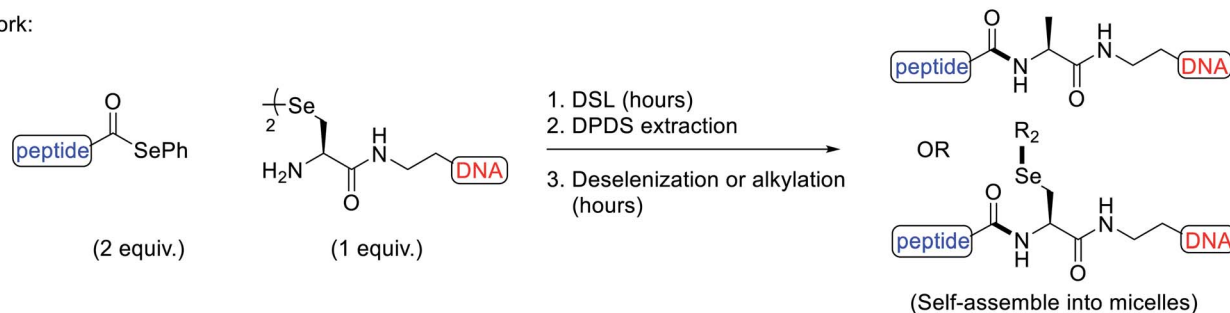 ork:
O
peptide
SePh
(2 equiv.)
2
Se
H2N
O
H
N
DNA
(1 equiv.)
1. DSL (hours)
2. DPDS extraction
3. Deselenization or alkylation
(hours)
O
peptide
N
H
O
H
N
DNA
OR
R2
Se
O
peptide
N
H
O
H
N
DNA
(Self-assemble into micelles)